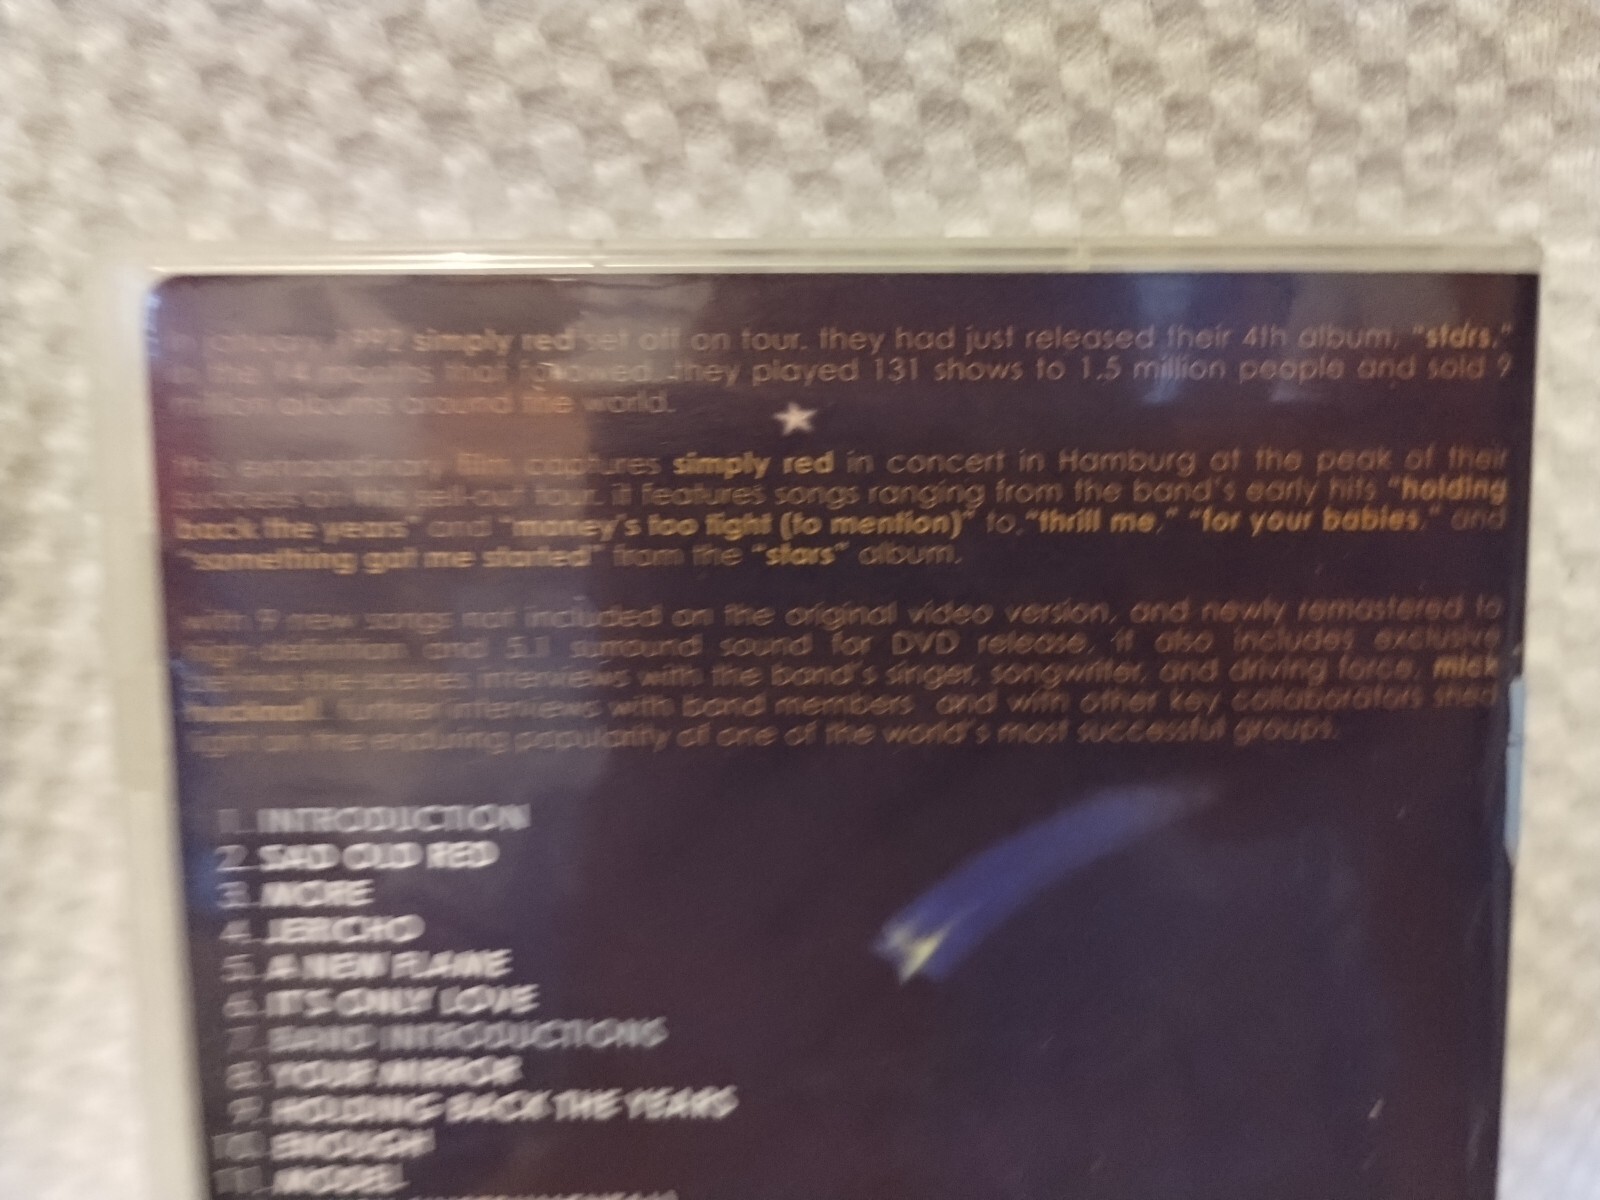 1992 simply red set off on tour. they had just released their 4th album, "stars."
in the 14 months that followed, they played 131 shows to 1.5 million people and sold 9
million albums around the world.
the extraordinary film captures simply red in concert in Hamburg at the peak of their
success on this sell-out tour. it features songs ranging from the band's early hits "holding
back the years" and "money's too tight (to mention)" to,"thrill me," "for your babies," and
"something got me started" from the "stars" album.
with 9 new songs not included on the original video version, and newly remastered to
high-definition and 5.1 surround sound for DVD release, it also includes exclusive
behind-the-scenes interviews with the band's singer, songwriter, and driving force, mick
hucknall. further interviews with band members and with other key collaborators shed
light on the enduring popularity of one of the world's most successful groups.
1. INTRODUCTION
2. SAD OLD RED
3. MORE
4. JERICHO
5. A NEW FLAME
6. IT'S ONLY LOVE
7. BAND INTRODUCTIONS
8. YOUR MIRROR
9. HOLDING BACK THE YEARS
10. ENOUGH
11. MODEL